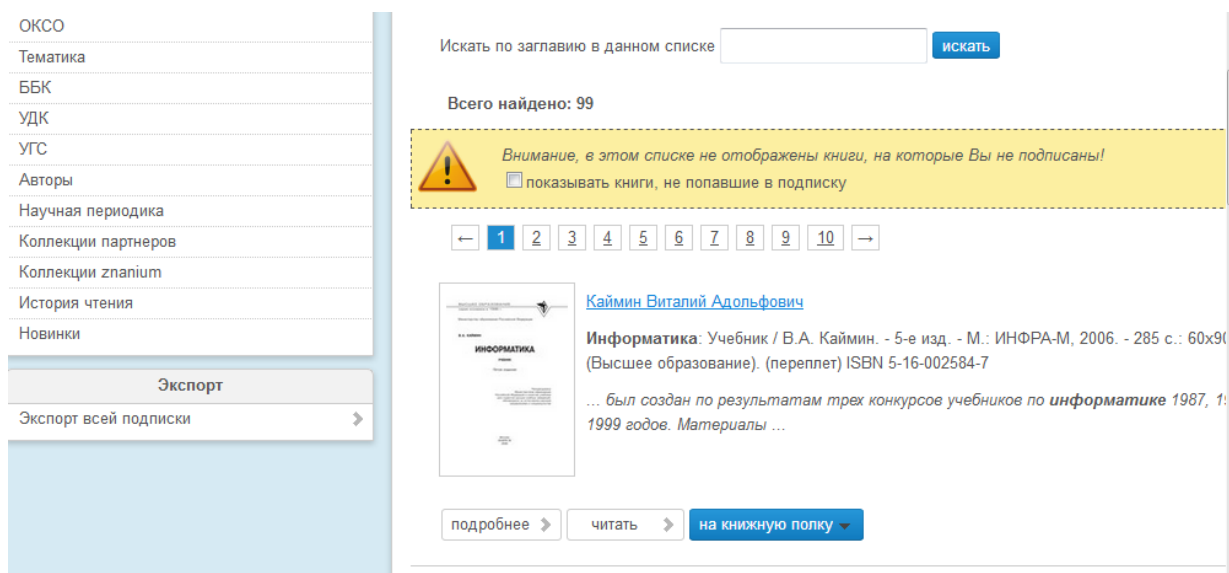 ОКСО
Тематика
ББК
УДК
УГС
Авторы
Научная периодика
Коллекции партнеров
Коллекции znanium
История чтения
Новинки
Экспорт
Экспорт всей подписки
Искать по заглавию в данном списке искать
Всего найдено: 99
Внимание, в этом списке не отображены книги, на которые Вы не подписаны!
показывать книги, не попавшие в подписку
← 1 2 3 4 5 6 7 8 9 10 →
ИНФОРМАТИКА
Каймин Виталий Адольфович
Информатика: Учебник / В.А. Каймин. - 5-е изд. - М.: ИНФРА-М, 2006. - 285 с.: 60x90
(Высшее образование). (переплет) ISBN 5-16-002584-7
... был создан по результатам трех конкурсов учебников по информатике 1987,
1999 годов. Материалы ...
подробнее читать на книжную полку